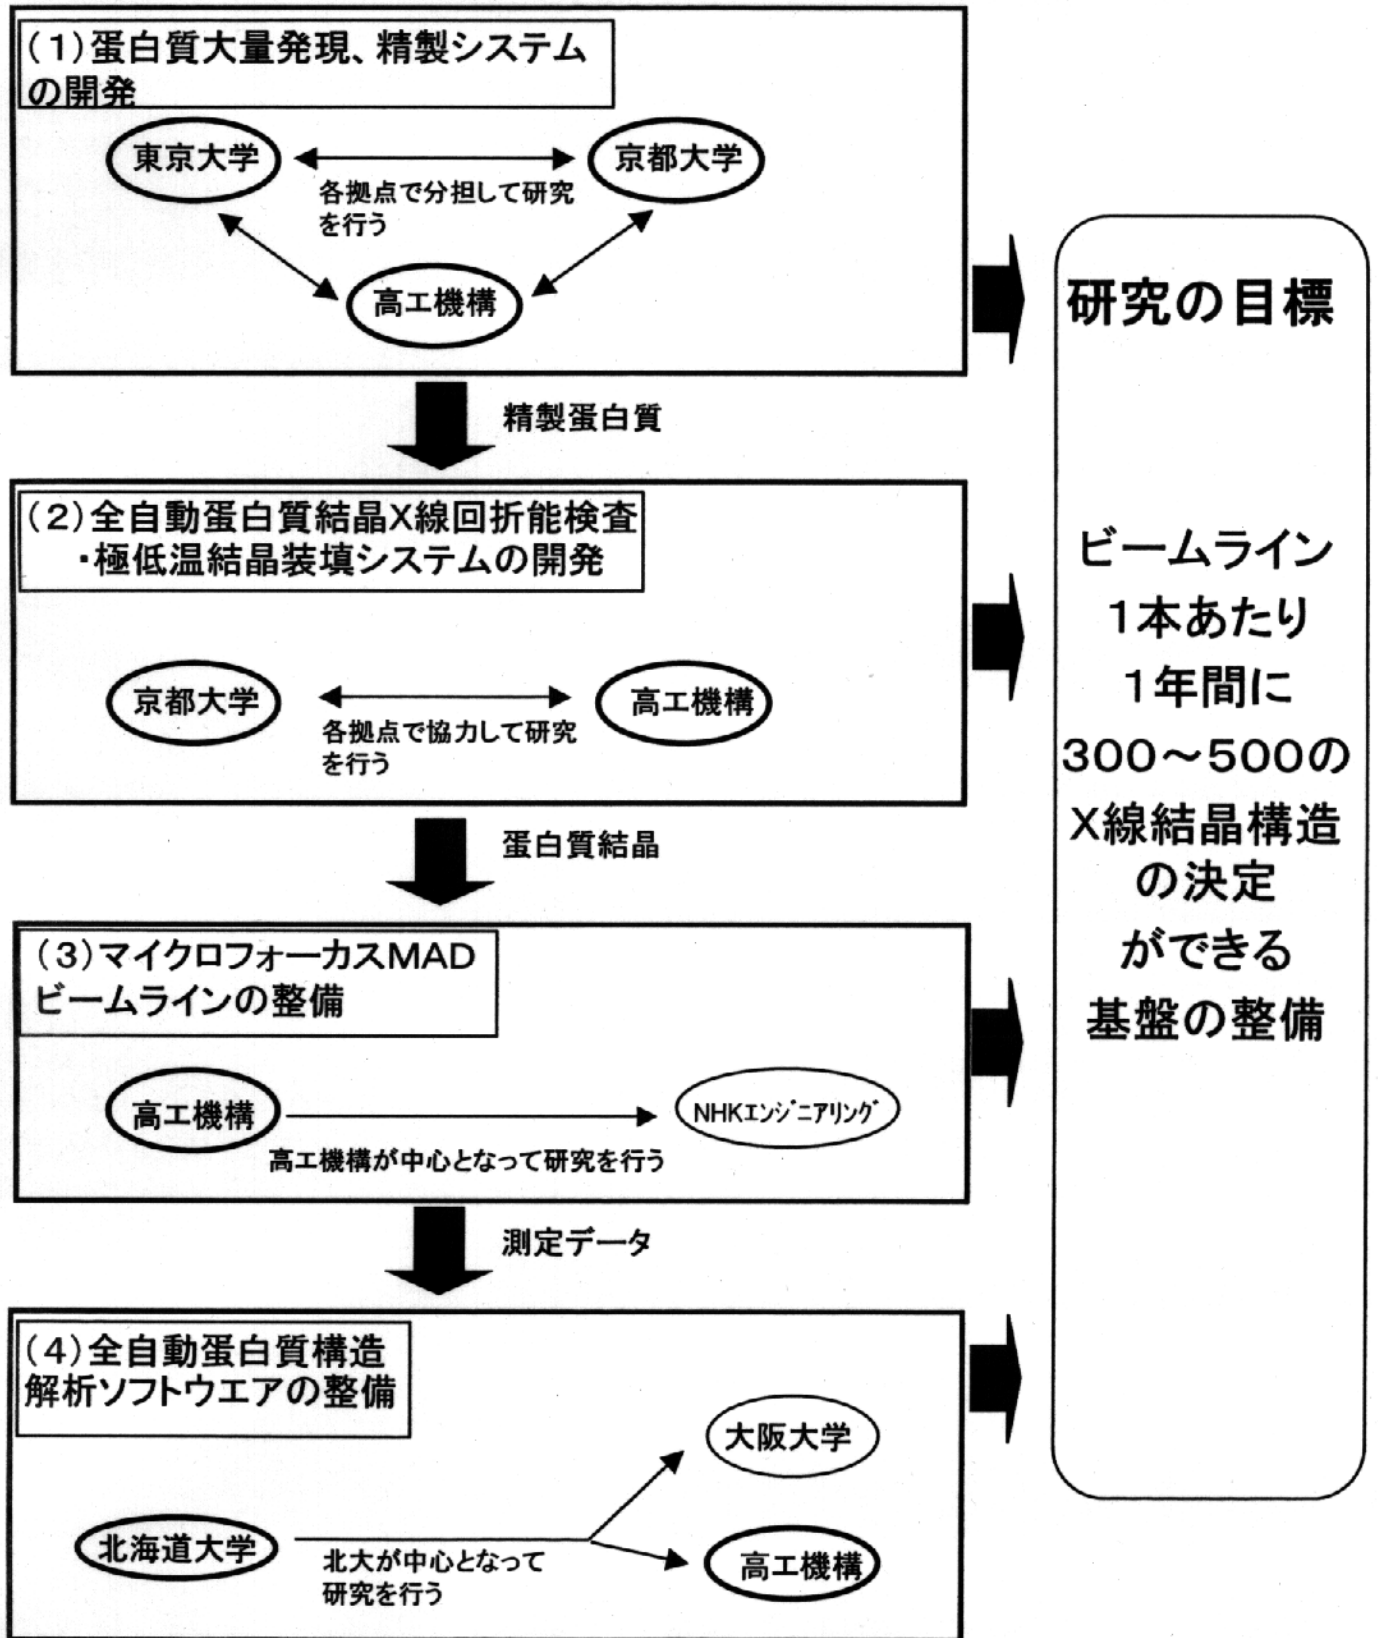 (1)蛋白質大量発現、精製システム
の開発
東京大学
京都大学
各拠点で分担して研究
を行う
高エ機構
精製蛋白質
(2)全自動蛋白質結晶X線回折能検査
・極低温結晶装填システムの開発
京都大学
高エ機構
各拠点で協力して研究
を行う
蛋白質結晶
(3)マイクロフォーカスMAD
ビームラインの整備
高エ機構
NHKエンジニアリング
高エ機構が中心となって研究を行う
測定データ
(4)全自動蛋白質構造
解析ソフトウエアの整備
大阪大学
北海道大学
北大が中心となって
研究を行う
高エ機構
研究の目標
ビームライン
1本あたり
1年間に
300~500の
X線結晶構造
の決定
ができる
基盤の整備